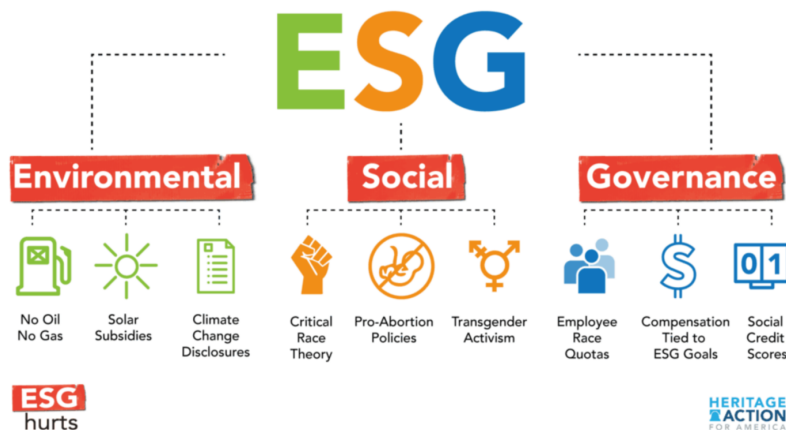 ESG
Environmental
Social
Governance
No Oil
No Gas
Solar
Subsidies
Climate
Change
Disclosures
Critical
Race
Theory
Pro-Abortion
Policies
Transgender
Activism
Employee
Race
Quotas
Compensation
Tied to
ESG Goals
01
Social
Credit
Scores
ESG
hurts
HERITAGE
ACTION
FOR AMERICA